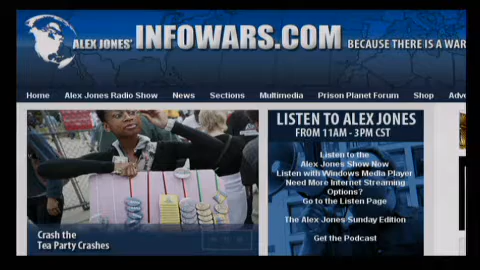 ALEX JONES' INFOWARS.COM BECAUSE THERE IS A WAR
Home Alex Jones Radio Show News Sections Multimedia Prison Planet Forum Shop Adve
LISTEN TO ALEX JONES
FROM 11AM - 3PM CST
Listen to the
Alex Jones Show Now
Listen with Windows Media Player
Need More Internet Streaming
Options?
Go to the Listen Page
The Alex Jones Sunday Edition
Get the Podcast
Crash the
Tea Party Crashes